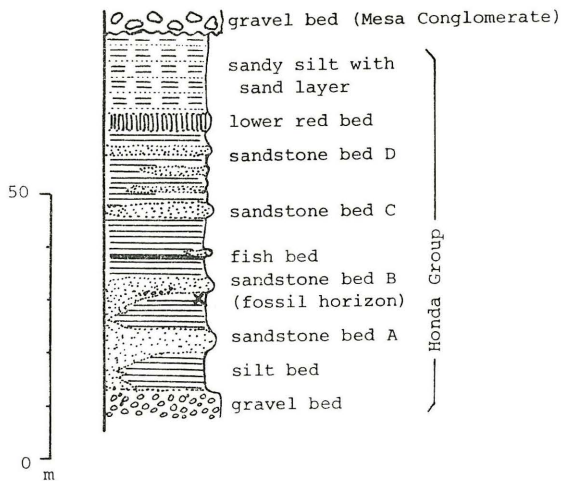 gravel bed (Mesa Conglomerate)
sandy silt with
sand layer
lower red bed
sandstone bed D
50
sandstone bed C
fish bed
sandstone bed B
(fossil horizon)
sandstone bed A
silt bed
gravel bed
0
m
Honda Group